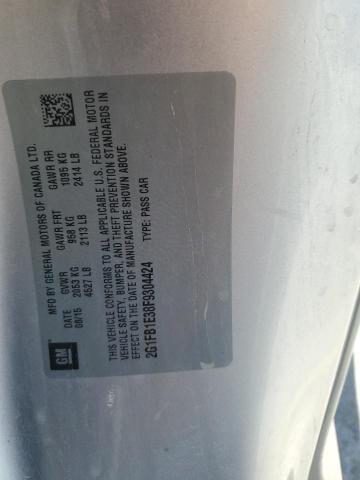 MFD BY GENERAL MOTORS OF CANADA LTD.
DATE GVWR GAWR FRT GAWR RR
08/15 2053 KG 958 KG 1095 KG
4527 LB 2113 LB 2414 LB
THIS VEHICLE CONFORMS TO ALL APPLICABLE U.S. FEDERAL MOTOR
VEHICLE SAFETY, BUMPER, AND THEFT PREVENTION STANDARDS IN
EFFECT ON THE DATE OF MANUFACTURE SHOWN ABOVE.
2G1FB1E38F9304424 TYPE: PASS CAR
GM